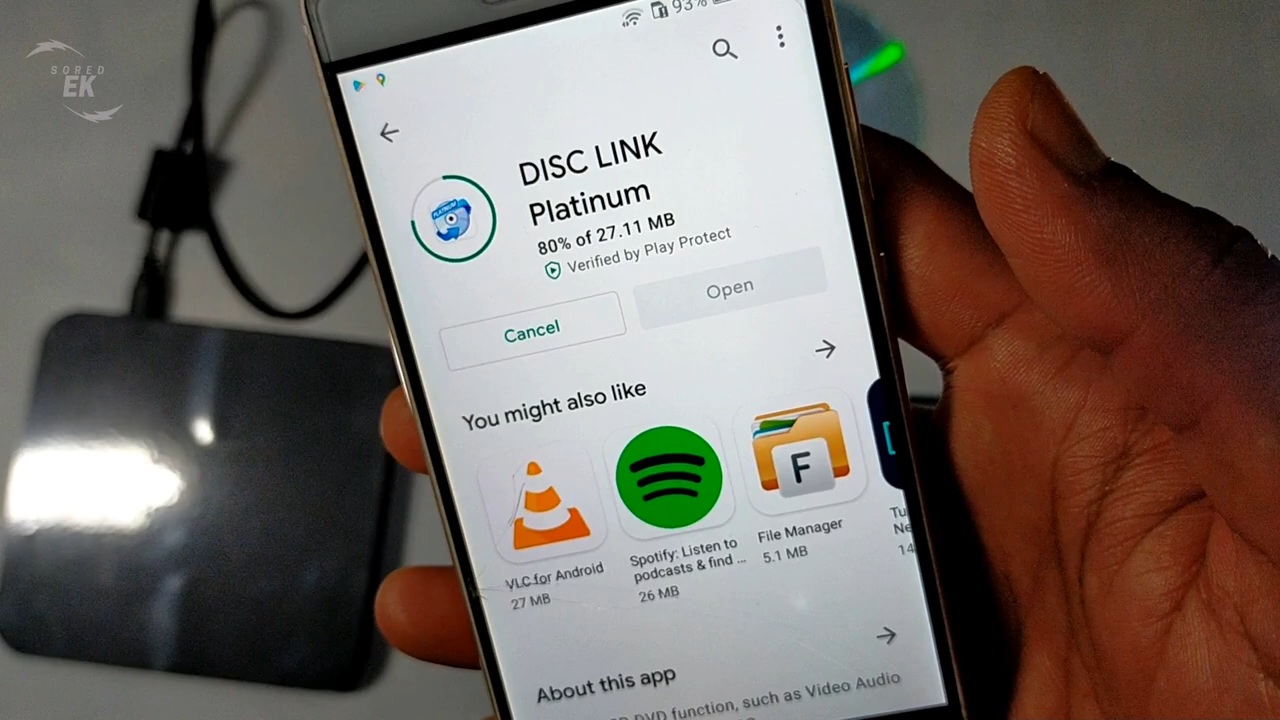 SORED
EK
93%
DISC LINK
Platinum
80% of 27.11 MB
Verified by Play Protect
Cancel
Open
You might also like
F
VLC for Android
27 MB
Spotify: Listen to
podcasts & find ...
26 MB
File Manager
5.1 MB
About this app
DVD function, such as Video Audio